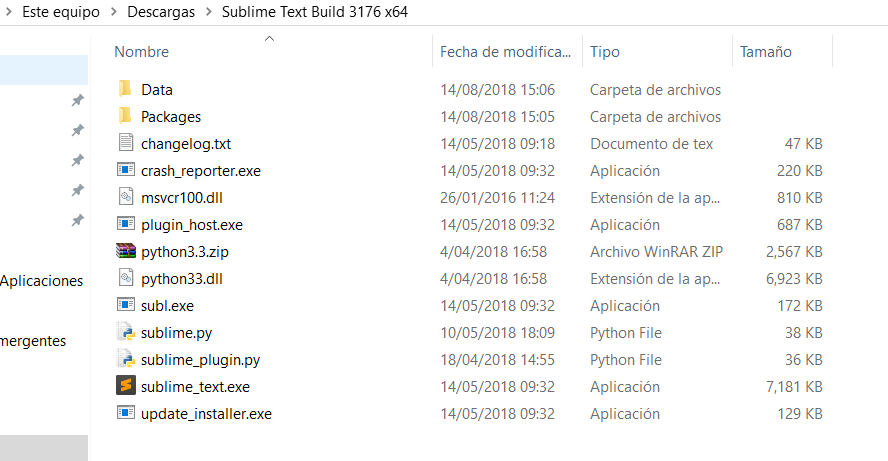 Este equipo > Descargas > Sublime Text Build 3176 x64
Nombre Fecha de modifica... Tipo Tamaño
Data 14/08/2018 15:06 Carpeta de archivos
Packages 14/08/2018 15:05 Carpeta de archivos
changelog.txt 14/05/2018 09:18 Documento de tex 47 KB
crash_reporter.exe 14/05/2018 09:32 Aplicación 220 KB
msvcr100.dll 26/01/2016 11:24 Extensión de la ap... 810 KB
plugin_host.exe 14/05/2018 09:32 Aplicación 687 KB
python3.3.zip 4/04/2018 16:58 Archivo WinRAR ZIP 2,567 KB
python33.dll 4/04/2018 16:58 Extensión de la ap... 6,923 KB
Aplicaciones
subl.exe 14/05/2018 09:32 Aplicación 172 KB
sublime.py 10/05/2018 18:09 Python File 38 KB
mergentes
sublime_plugin.py 18/04/2018 14:55 Python File 36 KB
sublime_text.exe 14/05/2018 09:32 Aplicación 7,181 KB
update_installer.exe 14/05/2018 09:32 Aplicación 129 KB